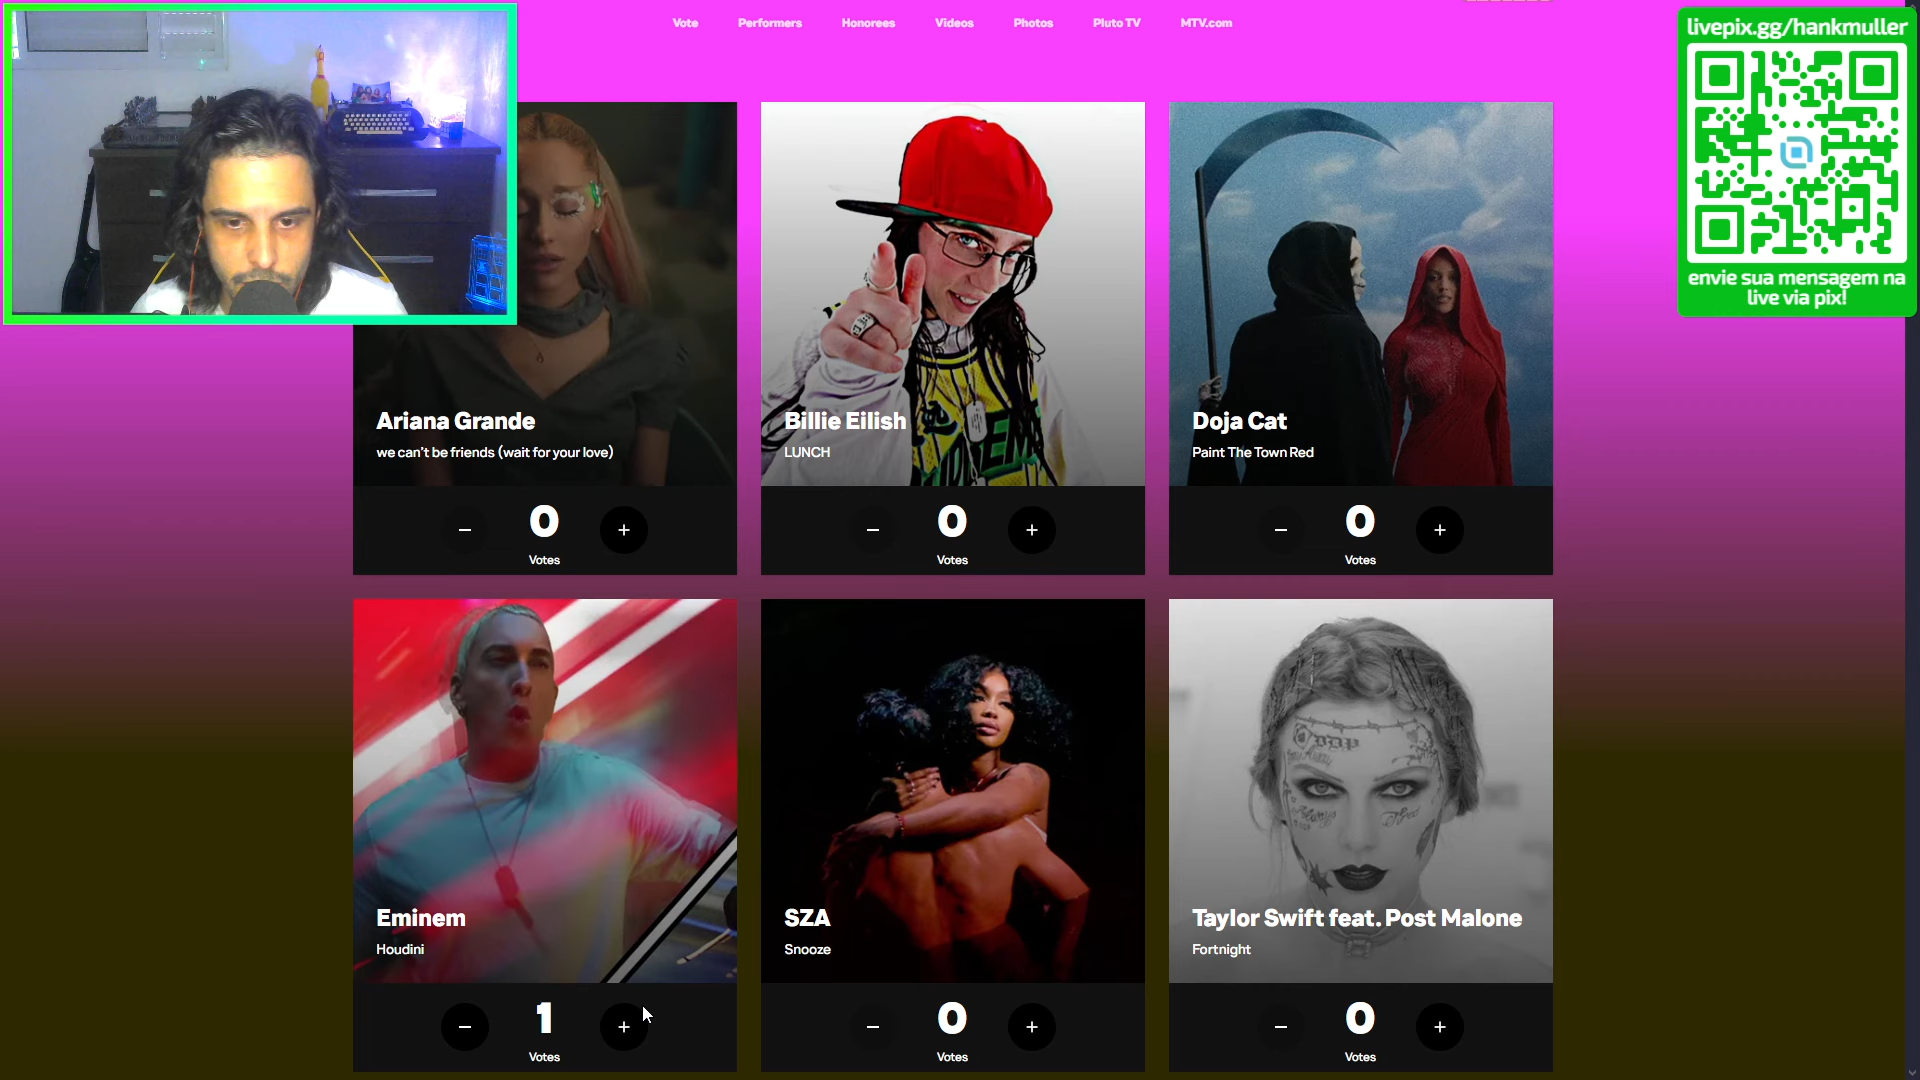 Vote Performers Honorees Videos Photos Pluto TV MTV.com
livepix.gg/hankmuller
envie sua mensagem na
live via pix!
Ariana Grande
we can't be friends (wait for your love)
− 0 +
Votes
Billie Eilish
LUNCH
− 0 +
Votes
Doja Cat
Paint The Town Red
− 0 +
Votes
Eminem
Houdini
− 1 +
Votes
SZA
Snooze
− 0 +
Votes
Taylor Swift feat. Post Malone
Fortnight
− 0 +
Votes